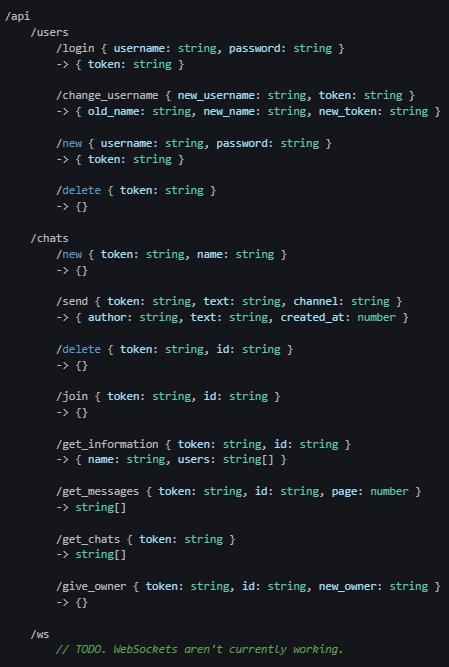 /api
/users
/login { username: string, password: string }
-> { token: string }
/change_username { new_username: string, token: string }
-> { old_name: string, new_name: string, new_token: string }
/new { username: string, password: string }
-> { token: string }
/delete { token: string }
-> {}
/chats
/new { token: string, name: string }
-> {}
/send { token: string, text: string, channel: string }
-> { author: string, text: string, created_at: number }
/delete { token: string, id: string }
-> {}
/join { token: string, id: string }
-> {}
/get_information { token: string, id: string }
-> { name: string, users: string[] }
/get_messages { token: string, id: string, page: number }
-> string[]
/get_chats { token: string }
-> string[]
/give_owner { token: string, id: string, new_owner: string }
-> {}
/ws
// TODO. WebSockets aren't currently working.